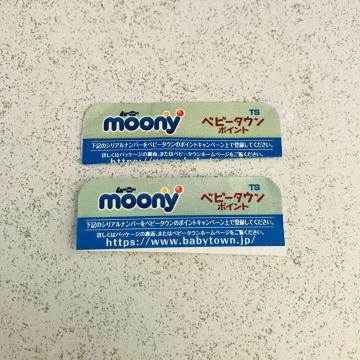 ムーニー
moony
TS
ベビータウン
ポイント
下記のシリアルナンバーをベビータウンのポイントキャンペーン上で登録してください。
詳しくはパッケージの裏面、またはベビータウンホームページをご覧ください。
ムーニー
moony
TS
ベビータウン
ポイント
下記のシリアルナンバーをベビータウンのポイントキャンペーン上で登録してください。
詳しくはパッケージの裏面、またはベビータウンホームページをご覧ください。
https://www.babytown.jp/